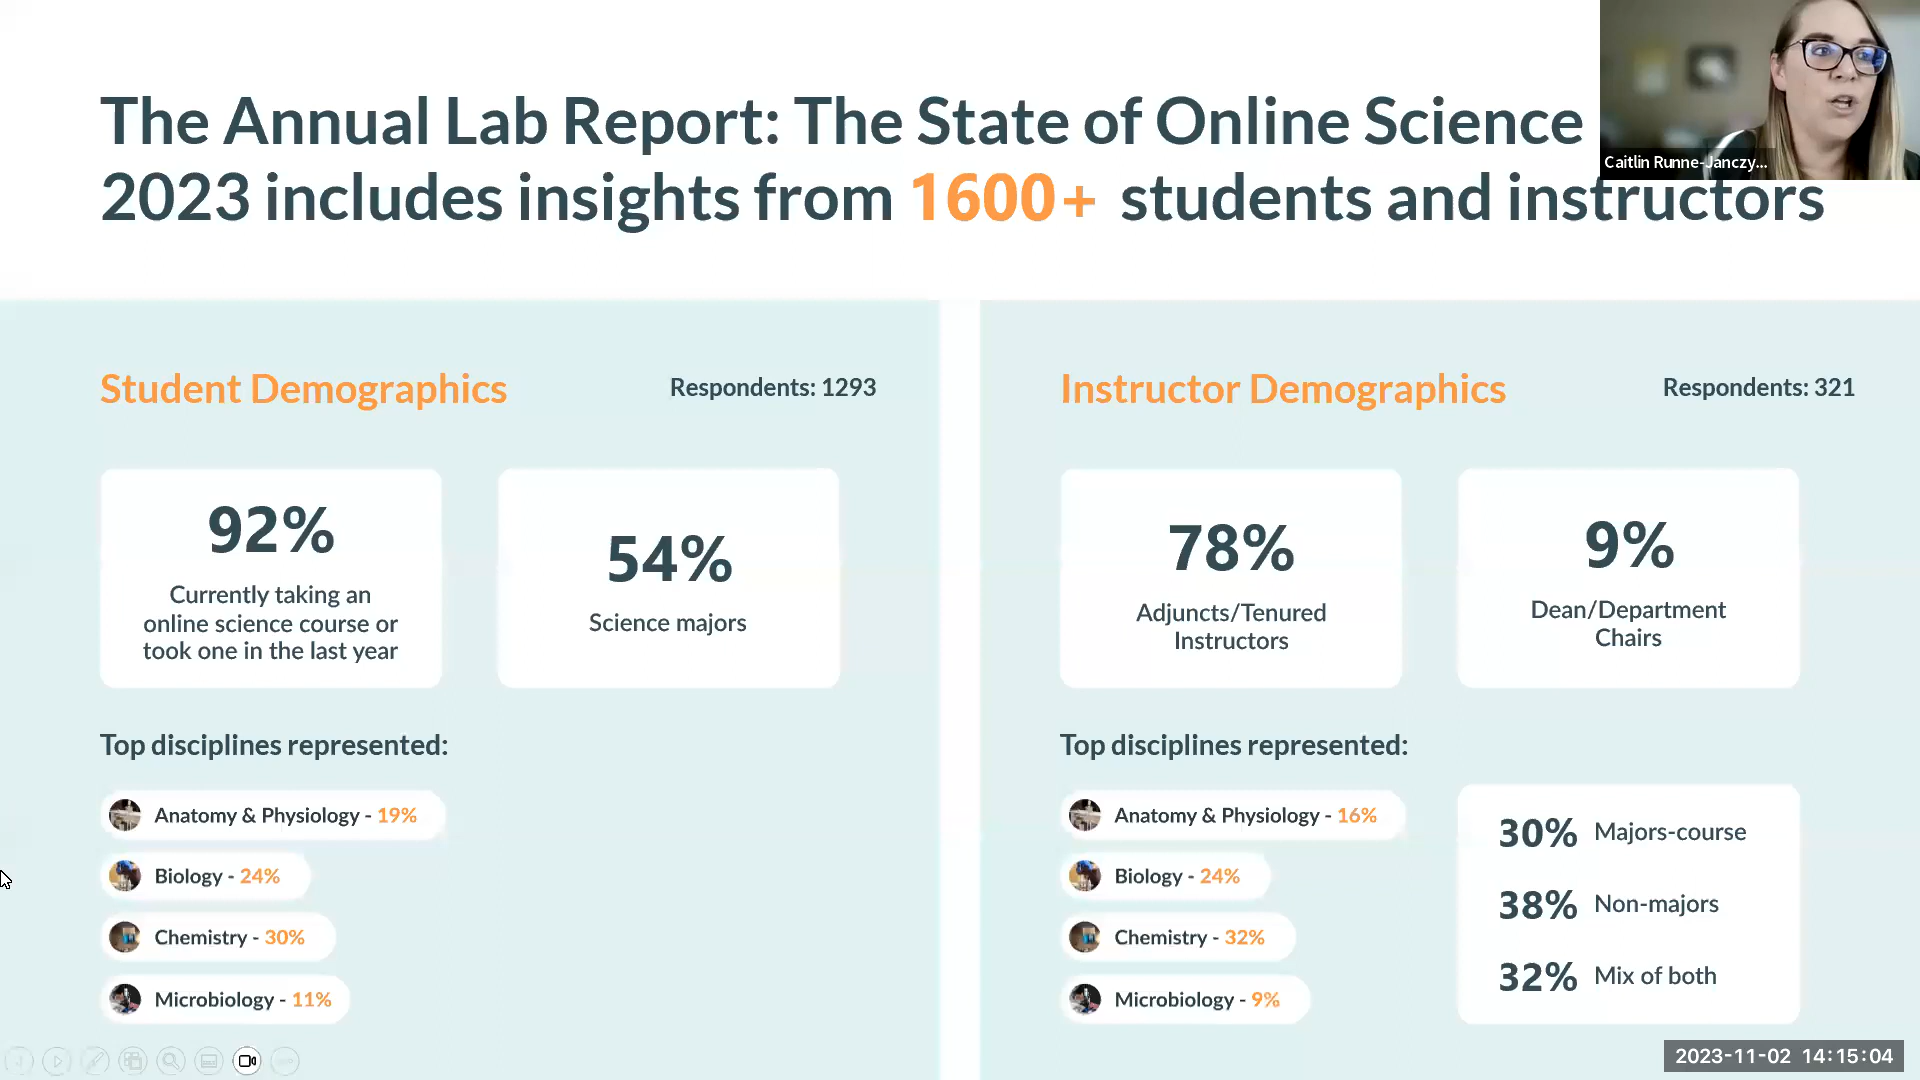 The Annual Lab Report: The State of Online Science
2023 includes insights from 1600+ students and instructors
Caitlin Runne-Janczy...
Student Demographics
Respondents: 1293
92%
Currently taking an
online science course or
took one in the last year
54%
Science majors
Top disciplines represented:
Anatomy & Physiology - 19%
Biology - 24%
Chemistry - 30%
Microbiology - 11%
Instructor Demographics
Respondents: 321
78%
Adjuncts/Tenured
Instructors
9%
Dean/Department
Chairs
Top disciplines represented:
Anatomy & Physiology - 16%
Biology - 24%
Chemistry - 32%
Microbiology - 9%
30% Majors-course
38% Non-majors
32% Mix of both
2023-11-02 14:15:04